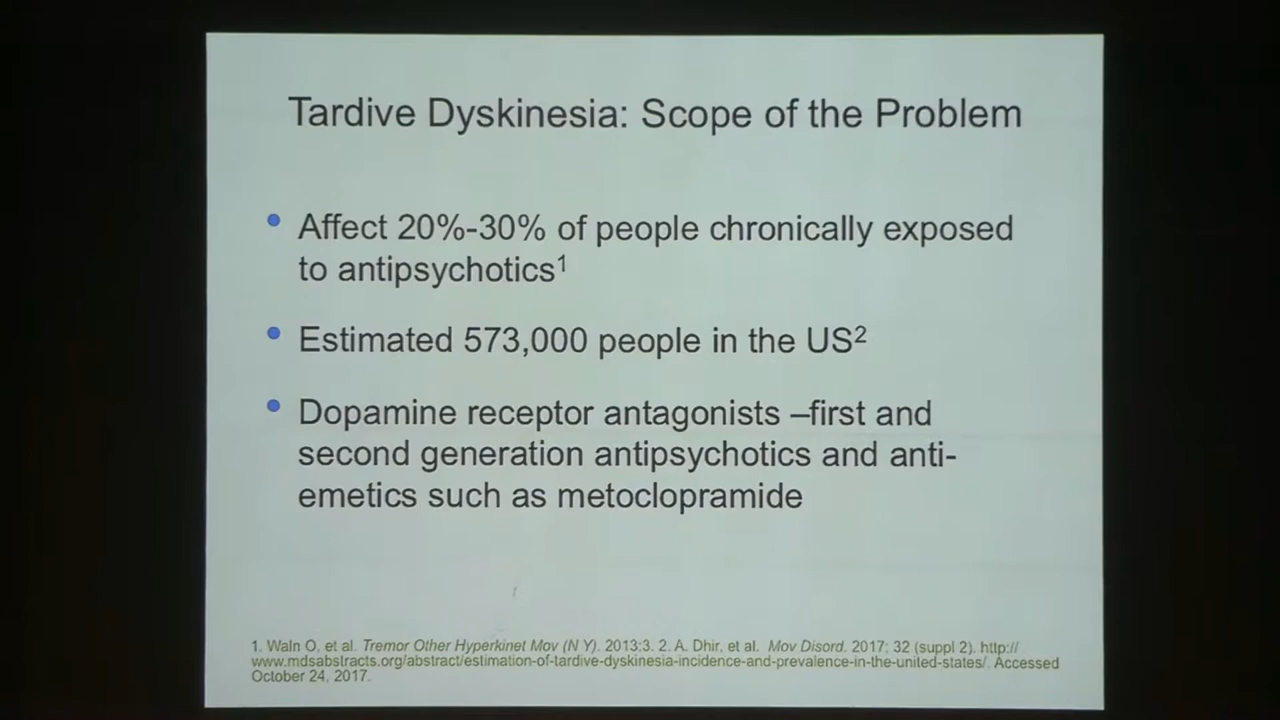 Tardive Dyskinesia: Scope of the Problem
• Affect 20%-30% of people chronically exposed
to antipsychotics¹
• Estimated 573,000 people in the US²
• Dopamine receptor antagonists –first and
second generation antipsychotics and anti-
emetics such as metoclopramide
1. Waln O, et al. Tremor Other Hyperkinet Mov (N Y). 2013:3. 2. A. Dhir, et al. Mov Disord. 2017; 32 (suppl 2). http://
www.mdsabstracts.org/abstract/estimation-of-tardive-dyskinesia-incidence-and-prevalence-in-the-united-states/. Accessed
October 24, 2017.